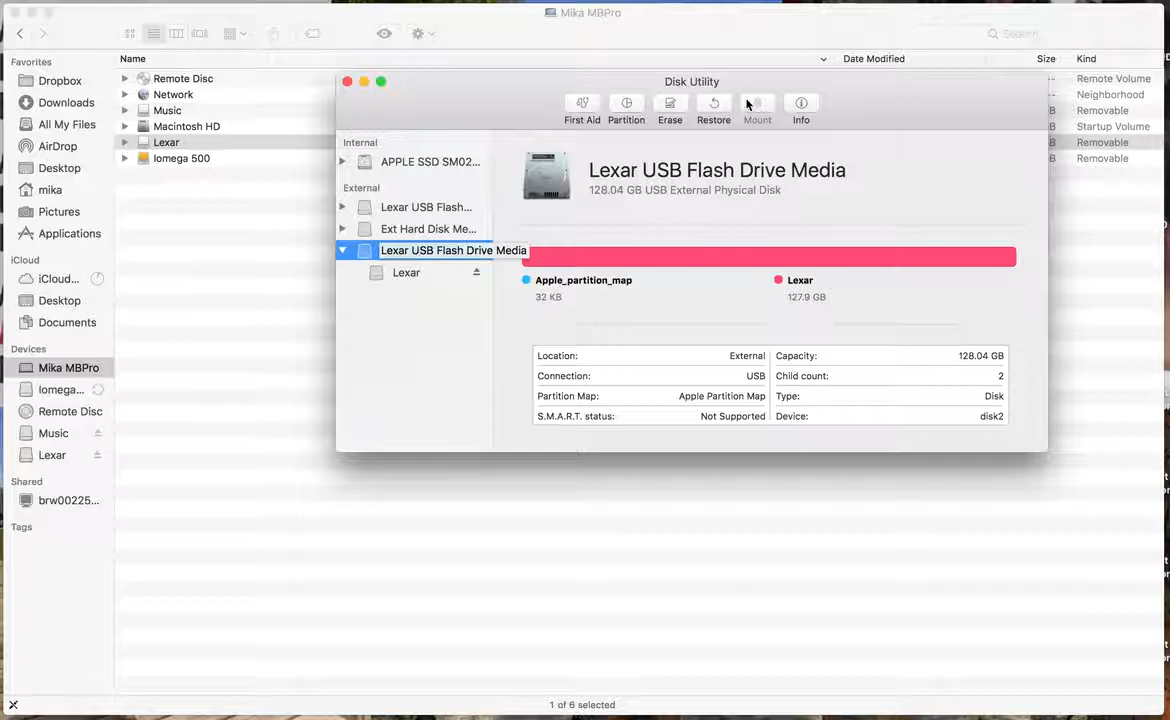 Mika MBPro
Search
Favorites
Dropbox
Downloads
All My Files
AirDrop
Desktop
mika
Pictures
Applications
iCloud
iCloud...
Desktop
Documents
Devices
Mika MBPro
Iomega...
Remote Disc
Music
Lexar
Shared
brw00225...
Tags
Name Date Modified Size Kind
Remote Disc -- Remote Volume
Network -- Neighborhood
Music B Removable
Macintosh HD B Startup Volume
Lexar B Removable
Iomega 500 B Removable
Disk Utility
First Aid Partition Erase Restore Mount Info
Internal
APPLE SSD SM02...
External
Lexar USB Flash...
Ext Hard Disk Me...
Lexar USB Flash Drive Media
Lexar
Lexar USB Flash Drive Media
128.04 GB USB External Physical Disk
Apple_partition_map
32 KB
Lexar
127.9 GB
Location: External
Connection: USB
Partition Map: Apple Partition Map
S.M.A.R.T. status: Not Supported
Capacity: 128.04 GB
Child count: 2
Type: Disk
Device: disk2
1 of 6 selected